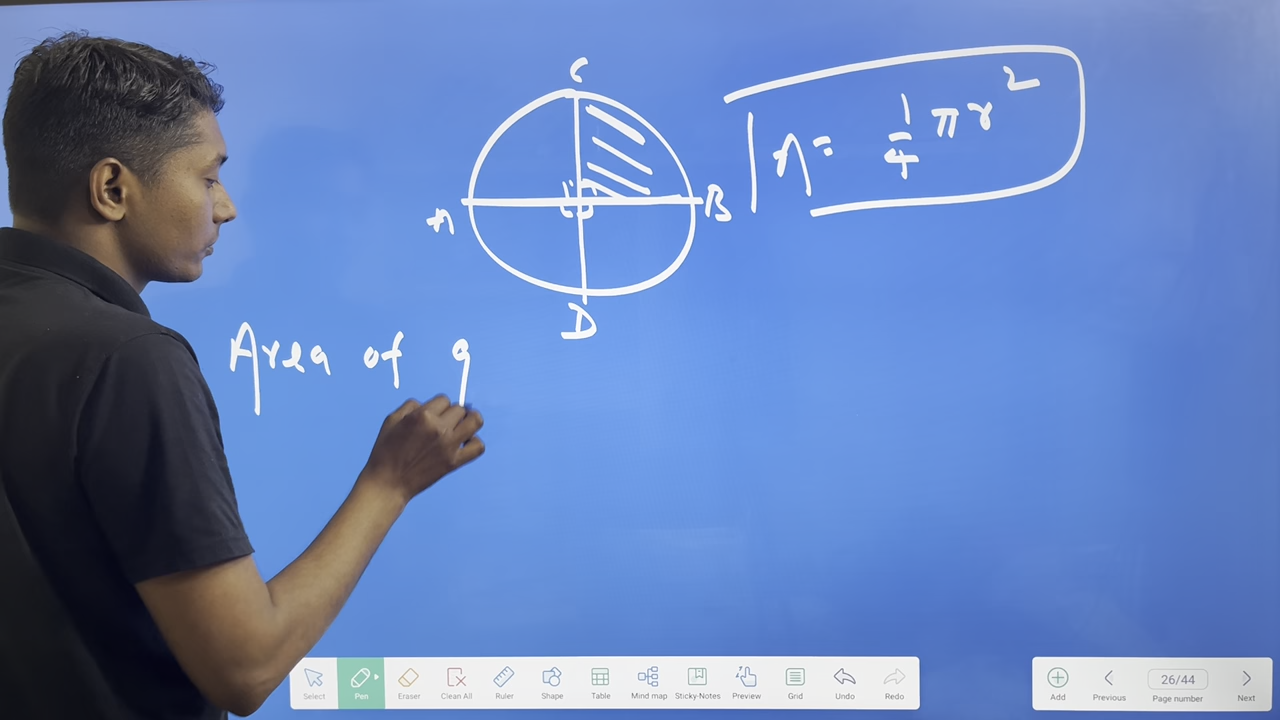 C
A = 1/4 πr²
A
B
D
Area of q
Select
Pen
Eraser
Clean All
Ruler
Shape
Table
Mind map
Sticky-Notes
Preview
Grid
Undo
Redo
Add
Previous
26/44
Page number
Next